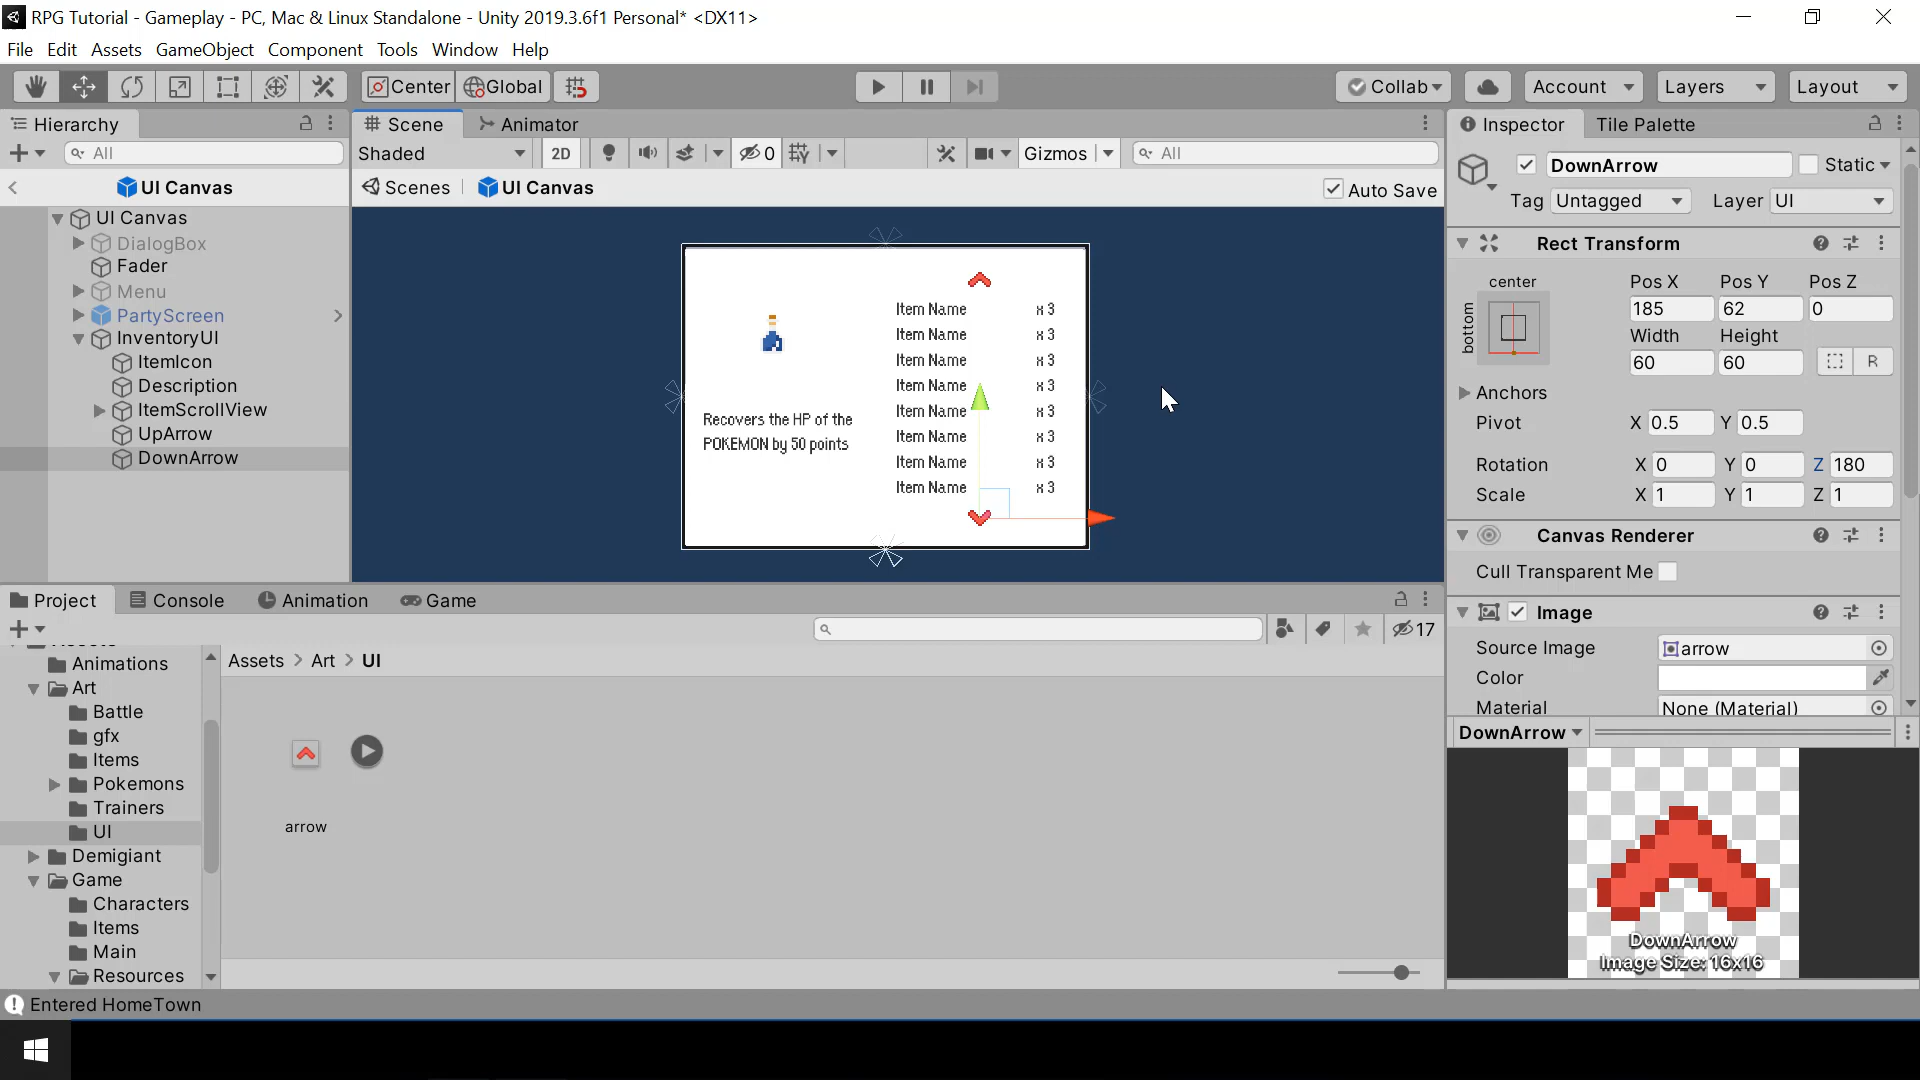 RPG Tutorial - Gameplay - PC, Mac & Linux Standalone - Unity 2019.3.6f1 Personal* <DX11>
File Edit Assets GameObject Component Tools Window Help
Center Global Collab Account Layers Layout
Hierarchy
All
UI Canvas
UI Canvas
DialogBox
Fader
Menu
PartyScreen
InventoryUI
ItemIcon
Description
ItemScrollView
UpArrow
DownArrow
Scene Animator
Shaded 2D 0 Gizmos All
Scenes UI Canvas Auto Save
Item Name x 3
Item Name x 3
Item Name x 3
Item Name x 3
Item Name x 3
Item Name x 3
Item Name x 3
Item Name x 3
Recovers the HP of the
POKEMON by 50 points
Inspector Tile Palette
DownArrow Static
Tag Untagged Layer UI
Rect Transform
center Pos X Pos Y Pos Z
bottom 185 62 0
Width Height
60 60 R
Anchors
Pivot X 0.5 Y 0.5
Rotation X 0 Y 0 Z 180
Scale X 1 Y 1 Z 1
Canvas Renderer
Cull Transparent Me
Image
Source Image arrow
Color
Material None (Material)
DownArrow
DownArrow
Image Size: 16x16
Project Console Animation Game
17
Assets
Animations
Art
Battle
gfx
Items
Pokemons
Trainers
UI
Demigiant
Game
Characters
Items
Main
Resources
Assets > Art > UI
arrow
Entered HomeTown